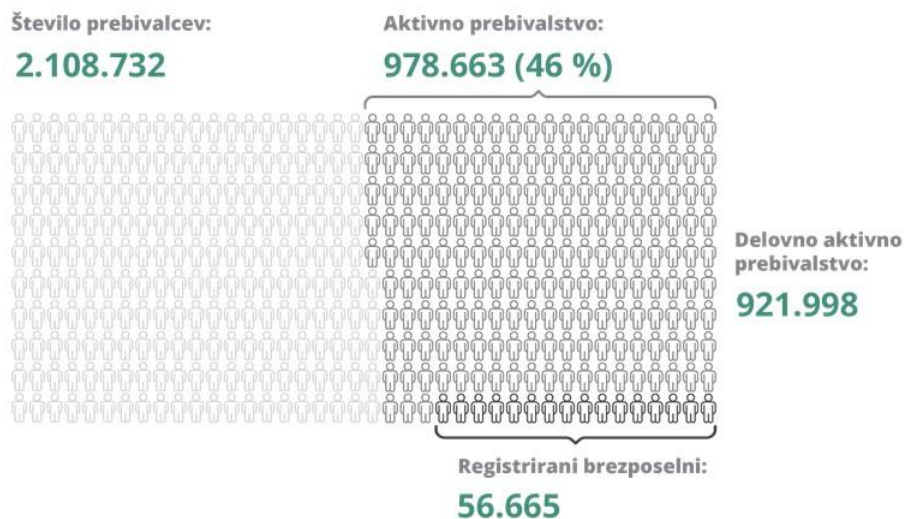 Število prebivalcev:
2.108.732
Aktivno prebivalstvo:
978.663 (46 %)
Delovno aktivno
prebivalstvo:
921.998
Registrirani brezposelni:
56.665